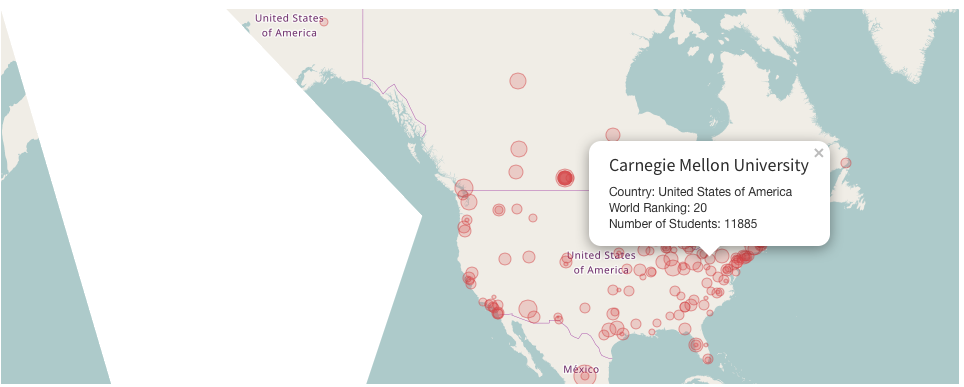 United States
of America
×
Carnegie Mellon University
Country: United States of America
World Ranking: 20
Number of Students: 11885
United States
of America
México